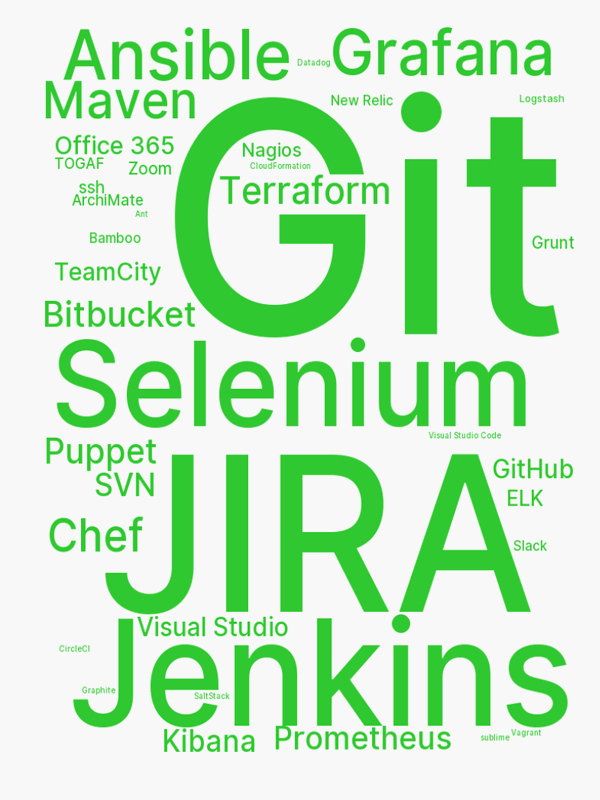 Ansible
Datadog
Grafana
Maven
New Relic
Logstash
Git
Office 365
Nagios
TOGAF
Zoom
CloudFormation
Terraform
ssh
ArchiMate
Ant
Bamboo
Grunt
TeamCity
Bitbucket
Selenium
Visual Studio Code
Puppet
JIRA
GitHub
SVN
ELK
Chef
Slack
Visual Studio
Jenkins
CircleCI
Graphite
SaltStack
Kibana
Prometheus
sublime
Vagrant